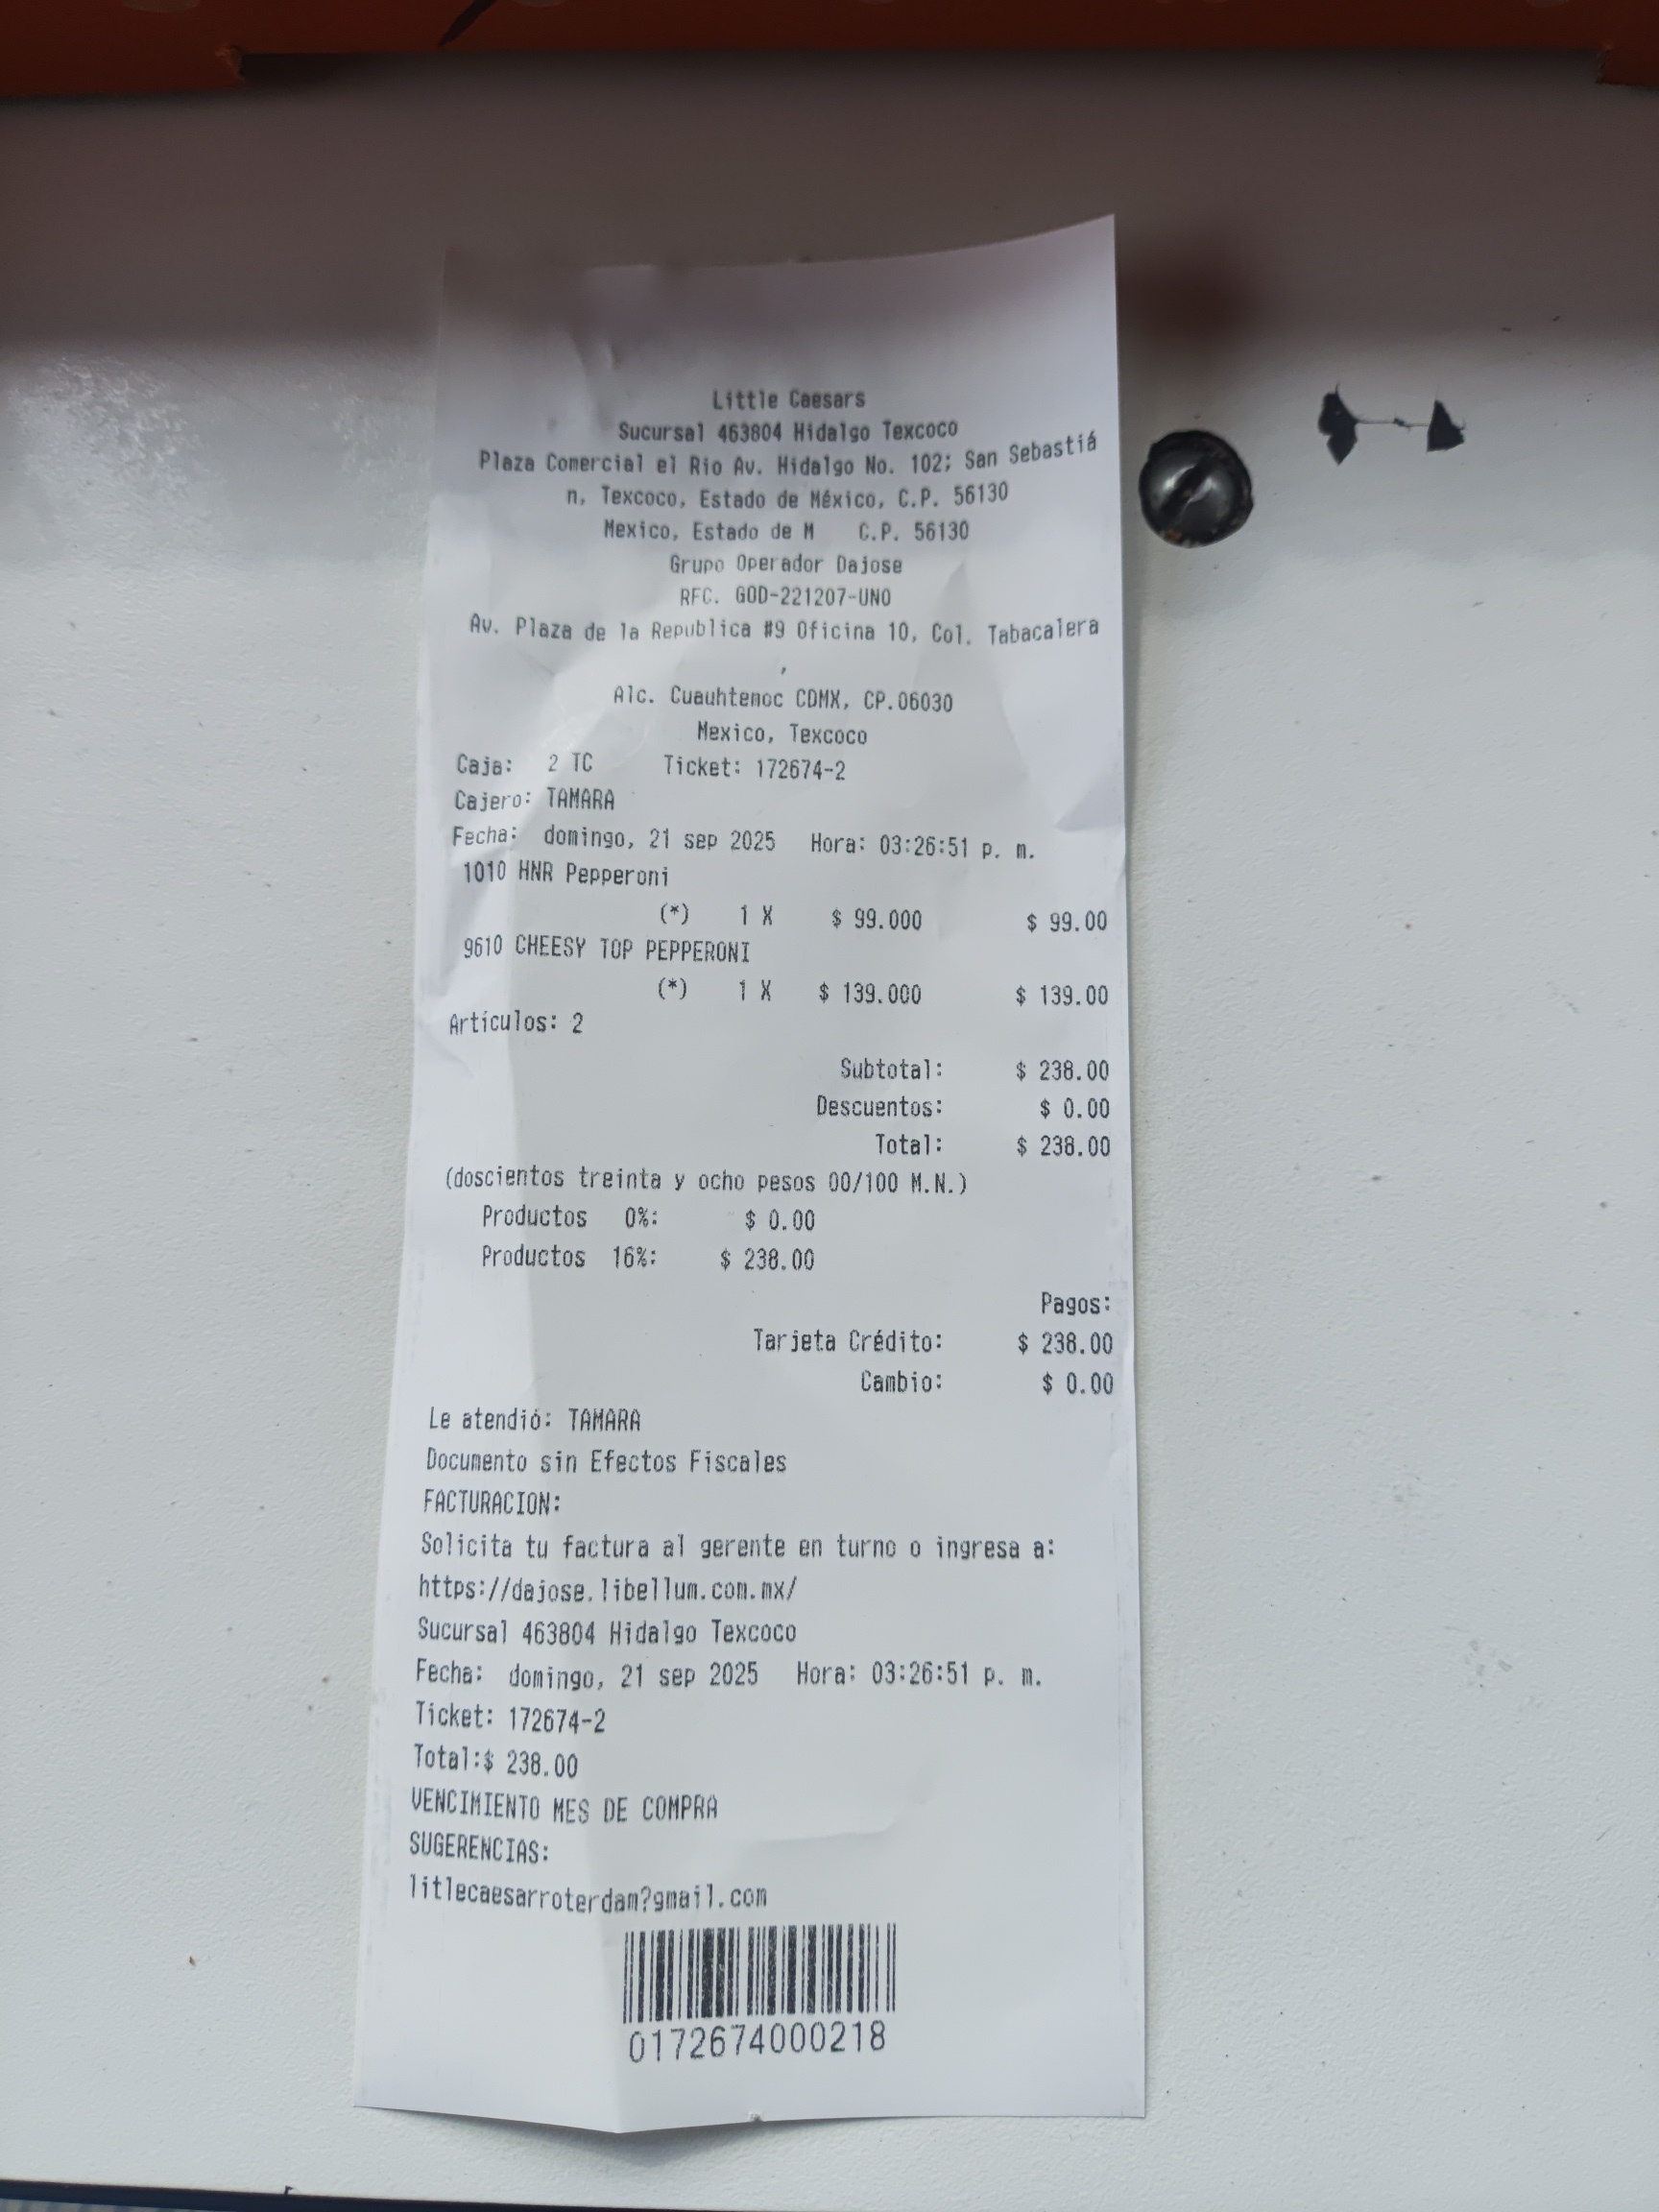 Little Caesars
Sucursal 463804 Hidalgo Texcoco
Plaza Comercial el Rio Av. Hidalgo No. 102; San Sebastiá
n, Texcoco, Estado de México, C.P. 56130
Mexico, Estado de M C.P. 56130
Grupo Operador Dajose
RFC. GOD-221207-UNO
Av. Plaza de la Republica #9 Oficina 10, Col. Tabacalera
,
Alc. Cuauhtemoc CDMX, CP.06030
Mexico, Texcoco
Caja: 2 TC Ticket: 172674-2
Cajero: TAMARA
Fecha: domingo, 21 sep 2025 Hora: 03:26:51 p. m.
1010 HNR Pepperoni
(*) 1 X $ 99.000 $ 99.00
9610 CHEESY TOP PEPPERONI
(*) 1 X $ 139.000 $ 139.00
Artículos: 2
Subtotal: $ 238.00
Descuentos: $ 0.00
Total: $ 238.00
(doscientos treinta y ocho pesos 00/100 M.N.)
Productos 0%: $ 0.00
Productos 16%: $ 238.00
Pagos:
Tarjeta Crédito: $ 238.00
Cambio: $ 0.00
Le atendió: TAMARA
Documento sin Efectos Fiscales
FACTURACION:
Solicita tu factura al gerente en turno o ingresa a:
https://dajose.libellum.com.mx/
Sucursal 463804 Hidalgo Texcoco
Fecha: domingo, 21 sep 2025 Hora: 03:26:51 p. m.
Ticket: 172674-2
Total:$ 238.00
VENCIMIENTO MES DE COMPRA
SUGERENCIAS:
litlecaesarroterdam?gmail.com
0172674000218